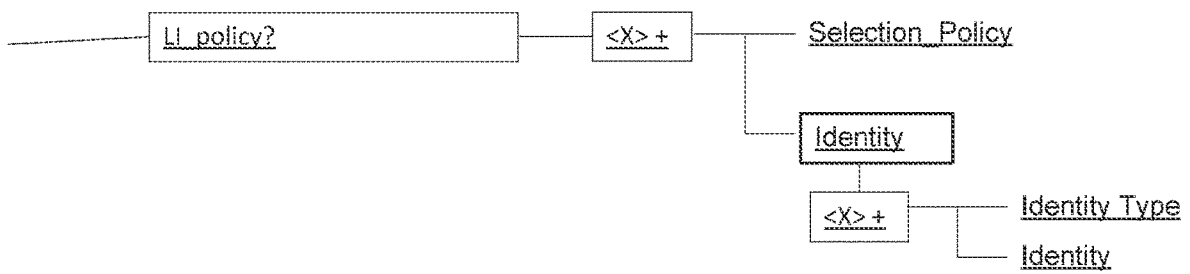 LI_policy?
<X> +
Selection_Policy
Identity
<X> +
Identity Type
Identity